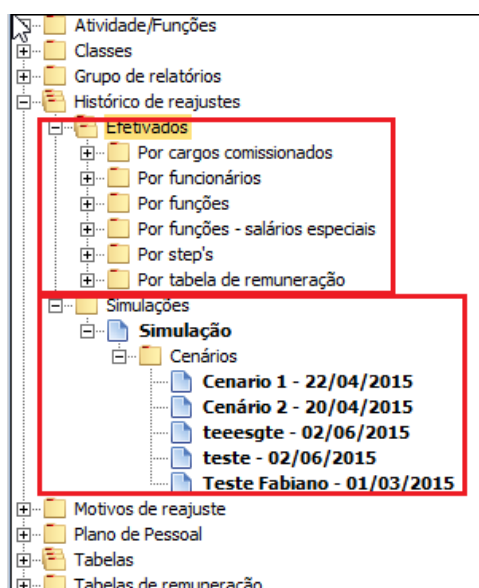 Atividade/Funções
Classes
Grupo de relatórios
Histórico de reajustes
Efetivados
Por cargos comissionados
Por funcionários
Por funções
Por funções - salários especiais
Por step's
Por tabela de remuneração
Simulações
Simulação
Cenários
Cenario 1 - 22/04/2015
Cenário 2 - 20/04/2015
teeesgte - 02/06/2015
teste - 02/06/2015
Teste Fabiano - 01/03/2015
Motivos de reajuste
Plano de Pessoal
Tabelas
Tabelas de remuneração